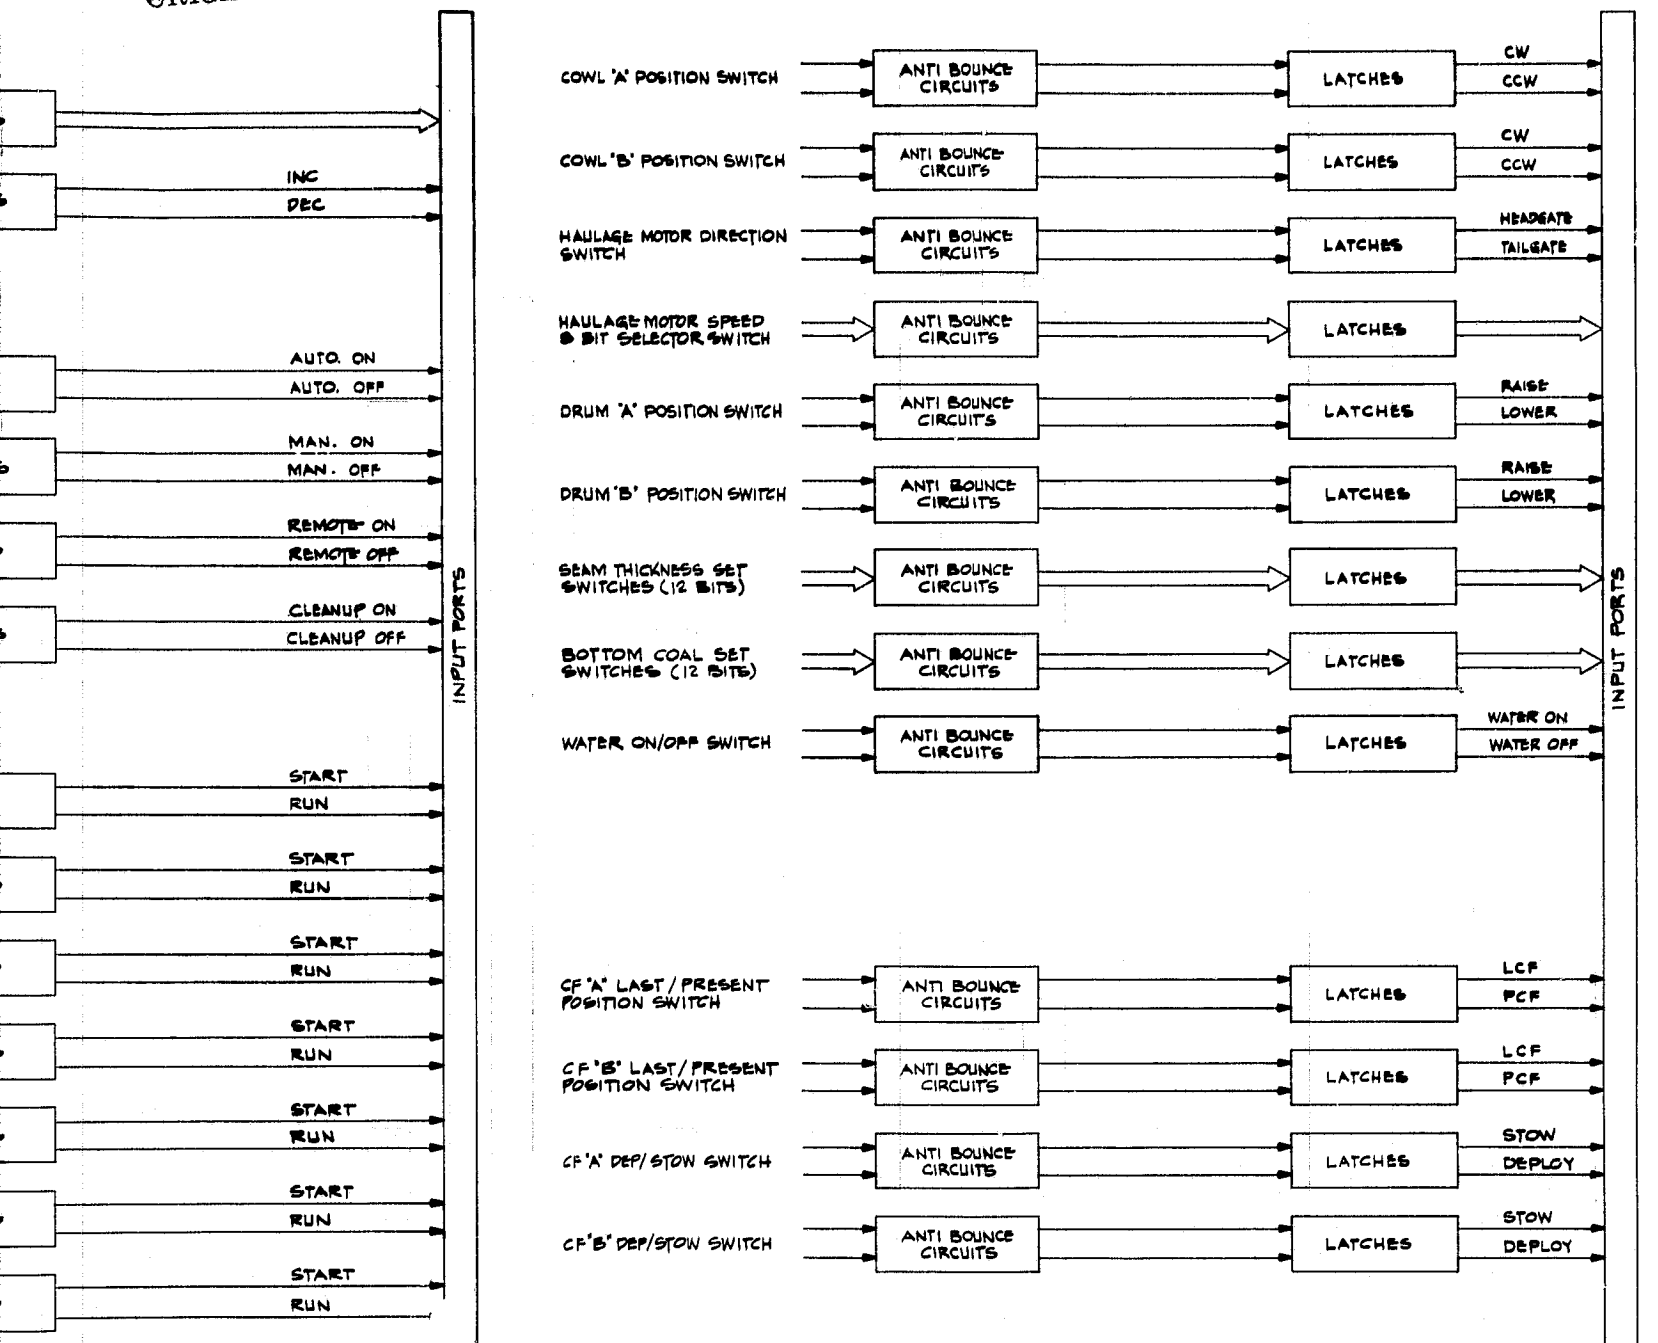 INC
DEC
AUTO. ON
AUTO. OFF
MAN. ON
MAN. OFF
REMOTE ON
REMOTE OFF
CLEANUP ON
CLEANUP OFF
START
RUN
START
RUN
START
RUN
START
RUN
START
RUN
START
RUN
START
RUN
INPUT PORTS
COWL "A" POSITION SWITCH
ANTI BOUNCE
CIRCUITS
LATCHES
CW
CCW
COWL "B" POSITION SWITCH
ANTI BOUNCE
CIRCUITS
LATCHES
CW
CCW
HAULAGE MOTOR DIRECTION
SWITCH
ANTI BOUNCE
CIRCUITS
LATCHES
HEADGATE
TAILGATE
HAULAGE MOTOR SPEED
8 BIT SELECTOR SWITCH
ANTI BOUNCE
CIRCUITS
LATCHES
DRUM "A" POSITION SWITCH
ANTI BOUNCE
CIRCUITS
LATCHES
RAISE
LOWER
DRUM "B" POSITION SWITCH
ANTI BOUNCE
CIRCUITS
LATCHES
RAISE
LOWER
SEAM THICKNESS SET
SWITCHES (12 BITS)
ANTI BOUNCE
CIRCUITS
LATCHES
BOTTOM COAL SET
SWITCHES (12 BITS)
ANTI BOUNCE
CIRCUITS
LATCHES
WATER ON/OFF SWITCH
ANTI BOUNCE
CIRCUITS
LATCHES
WATER ON
WATER OFF
CF "A" LAST/PRESENT
POSITION SWITCH
ANTI BOUNCE
CIRCUITS
LATCHES
LCF
PCF
CF "B" LAST/PRESENT
POSITION SWITCH
ANTI BOUNCE
CIRCUITS
LATCHES
LCF
PCF
CF "A" DEP/STOW SWITCH
ANTI BOUNCE
CIRCUITS
LATCHES
STOW
DEPLOY
CF "B" DEP/STOW SWITCH
ANTI BOUNCE
CIRCUITS
LATCHES
STOW
DEPLOY
INPUT PORTS